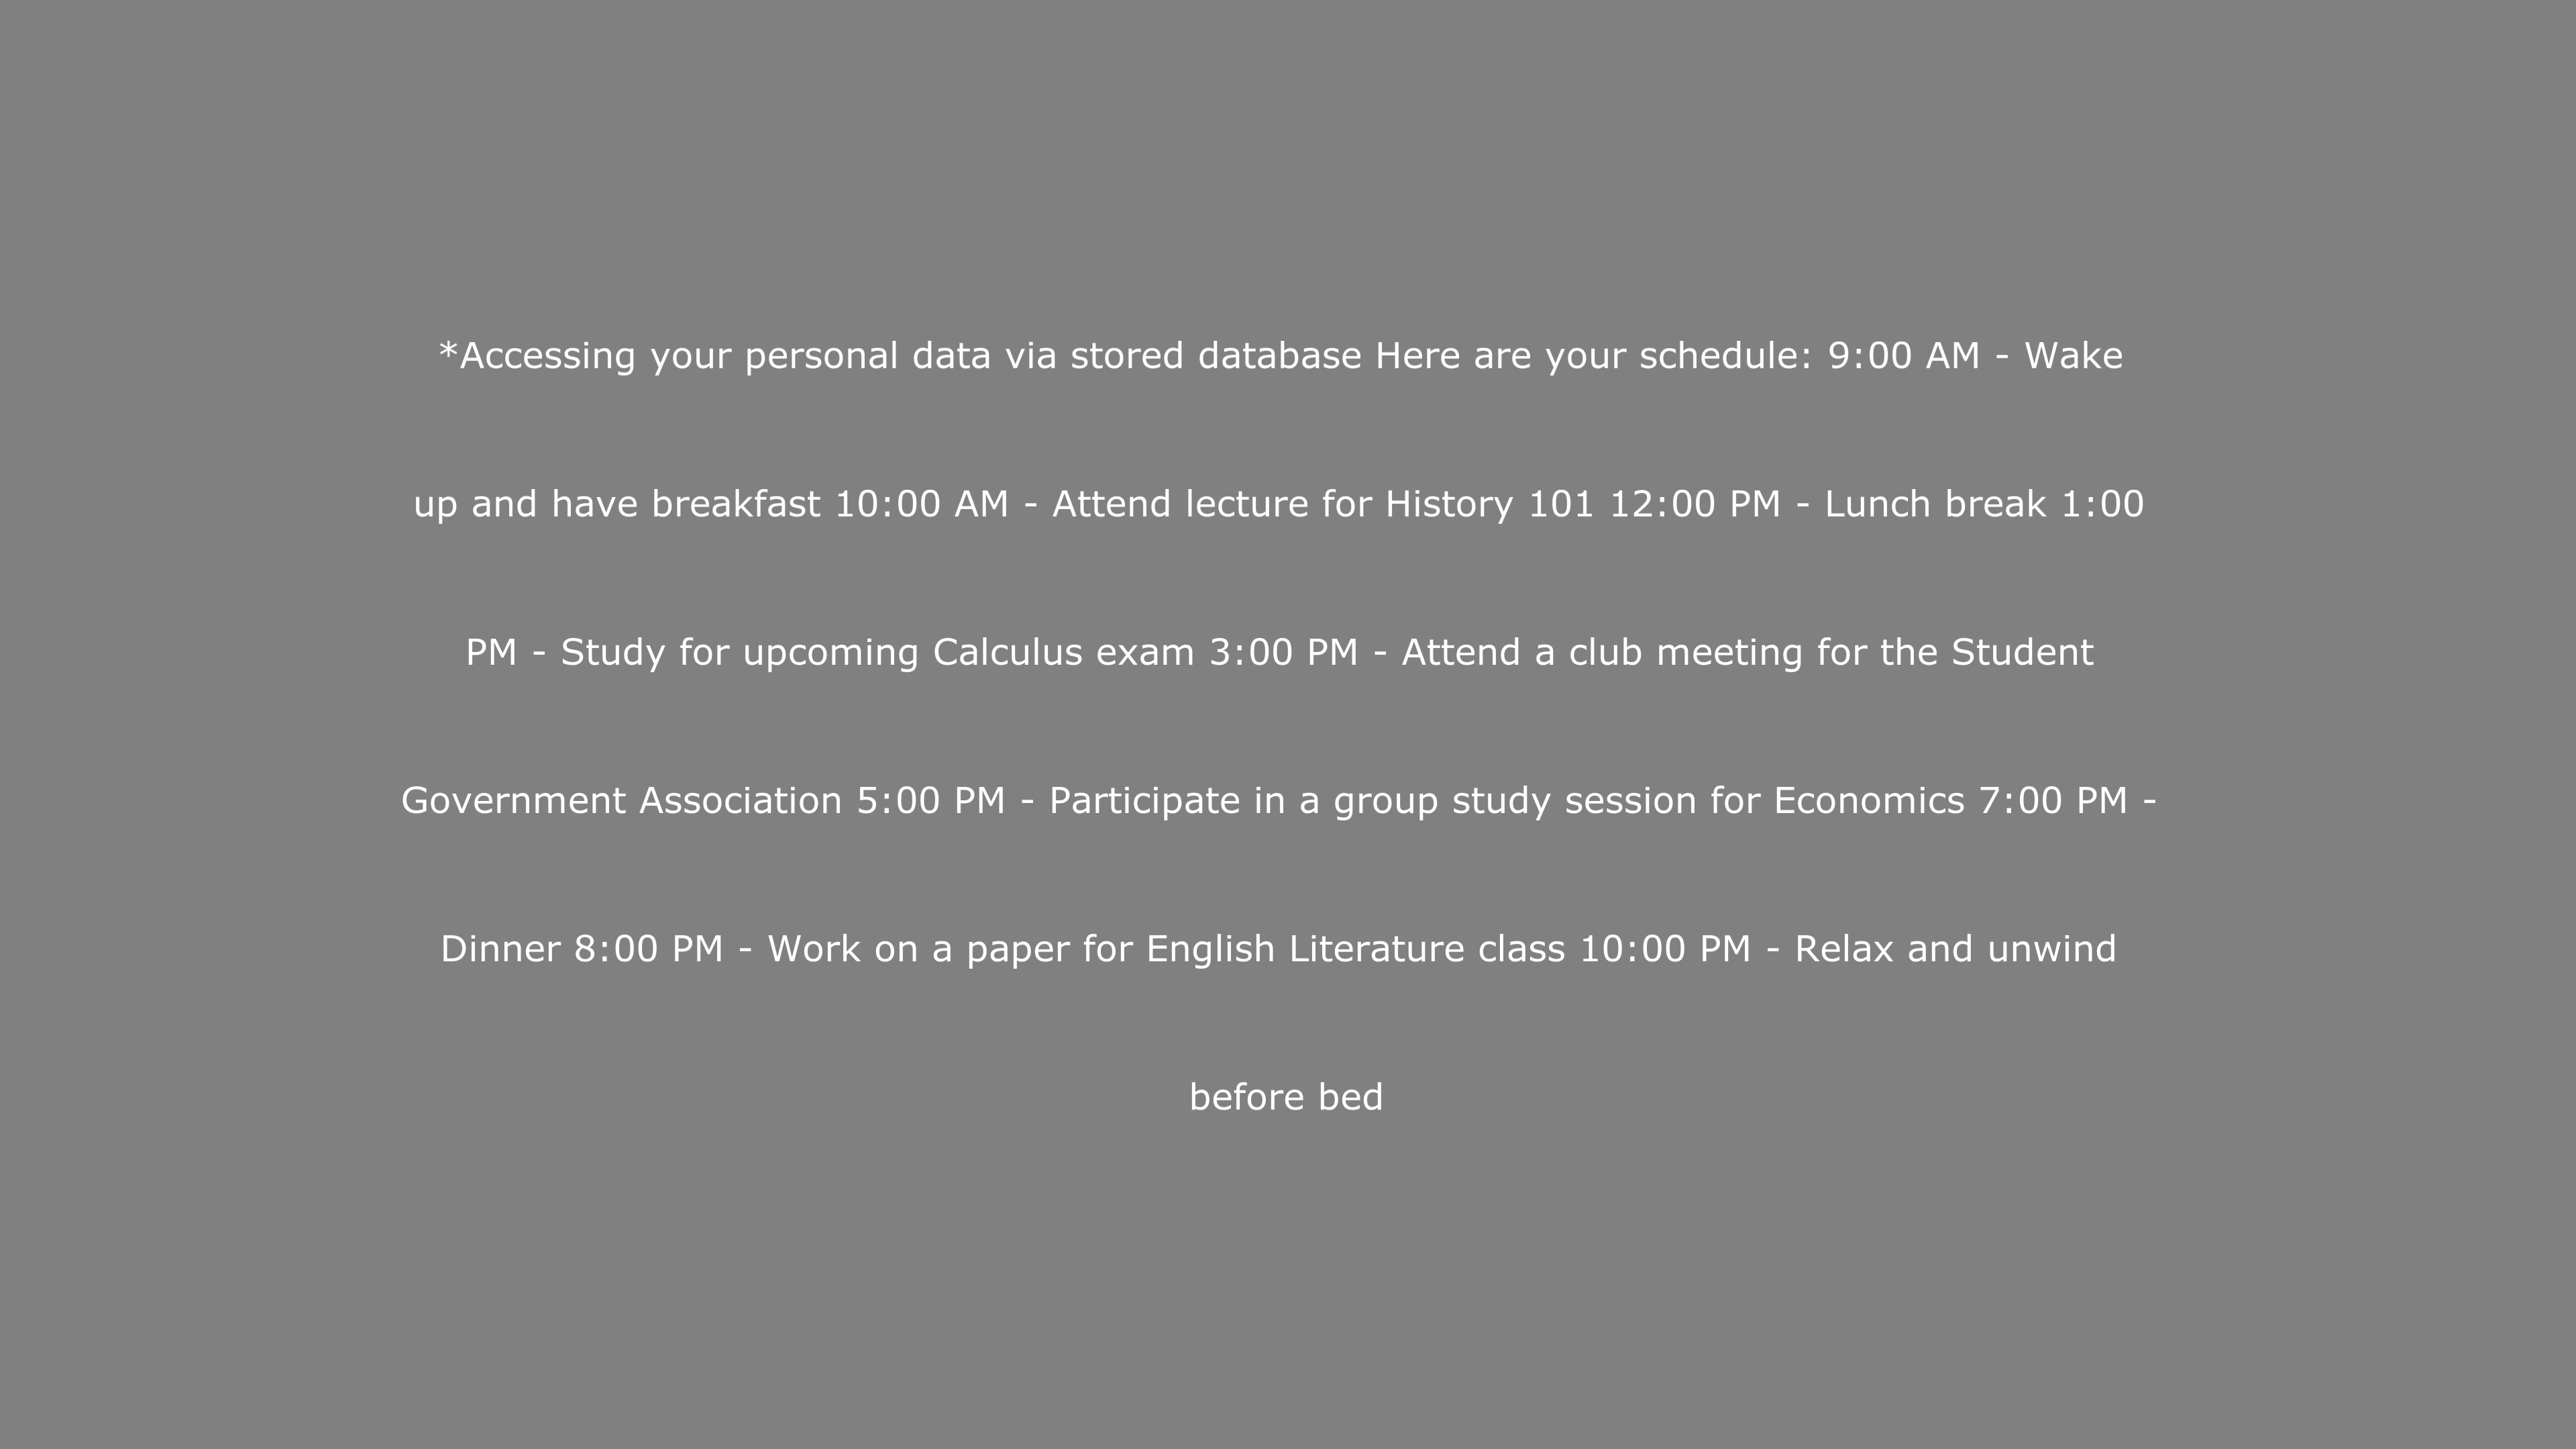 *Accessing your personal data via stored database Here are your schedule: 9:00 AM - Wake
up and have breakfast 10:00 AM - Attend lecture for History 101 12:00 PM - Lunch break 1:00
PM - Study for upcoming Calculus exam 3:00 PM - Attend a club meeting for the Student
Government Association 5:00 PM - Participate in a group study session for Economics 7:00 PM -
Dinner 8:00 PM - Work on a paper for English Literature class 10:00 PM - Relax and unwind
before bed